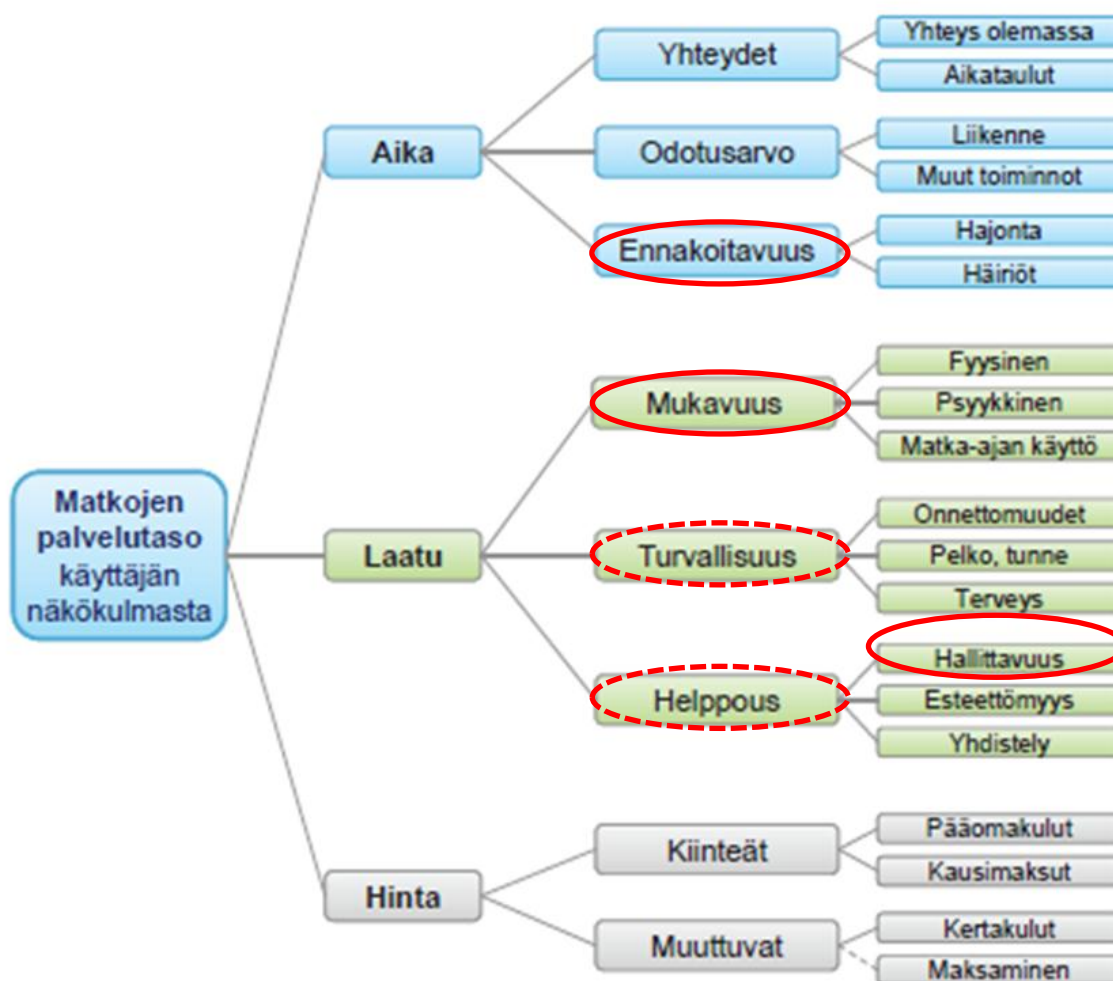 Matkojen
palvelutaso
käyttäjän
näkökulmasta
Aika
Yhteydet
Yhteys olemassa
Aikataulut
Odotusarvo
Liikenne
Muut toiminnot
Ennakoitavuus
Hajonta
Häiriöt
Laatu
Mukavuus
Fyysinen
Psyykkinen
Matka-ajan käyttö
Turvallisuus
Onnettomuudet
Pelko, tunne
Terveys
Helppous
Hallittavuus
Esteettömyys
Yhdistely
Hinta
Kiinteät
Pääomakulut
Kausimaksut
Muuttuvat
Kertakulut
Maksaminen